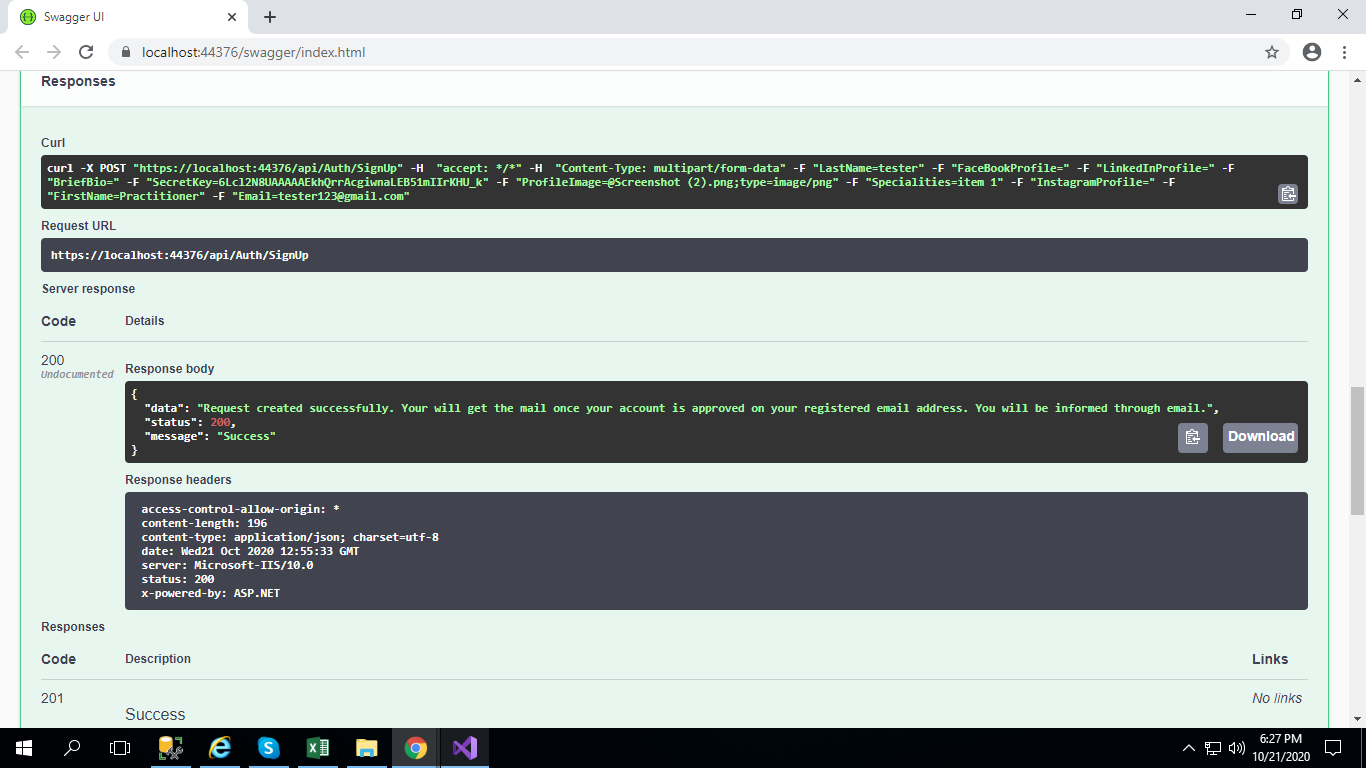 Swagger UI
localhost:44376/swagger/index.html
Responses
Curl
curl -X POST "https://localhost:44376/api/Auth/SignUp" -H  "accept: */*" -H  "Content-Type: multipart/form-data" -F "LastName=tester" -F "FaceBookProfile=" -F "LinkedInProfile=" -F
"BriefBio=" -F "SecretKey=6Lcl2N8UAAAAAEkhQrrAcgiwnaLEB51mIIrKHU_k" -F "ProfileImage=@Screenshot (2).png;type=image/png" -F "Specialities=item 1" -F "InstagramProfile=" -F
"FirstName=Practitioner" -F "Email=tester123@gmail.com"
Request URL
https://localhost:44376/api/Auth/SignUp
Server response
Code Details
200
Undocumented
Response body
{
"data": "Request created successfully. Your will get the mail once your account is approved on your registered email address. You will be informed through email.",
"status": 200,
"message": "Success"
}
Download
Response headers
access-control-allow-origin: *
content-length: 196
content-type: application/json; charset=utf-8
date: Wed21 Oct 2020 12:55:33 GMT
server: Microsoft-IIS/10.0
status: 200
x-powered-by: ASP.NET
Responses
Code Description Links
201 No links
Success
6:27 PM
10/21/2020